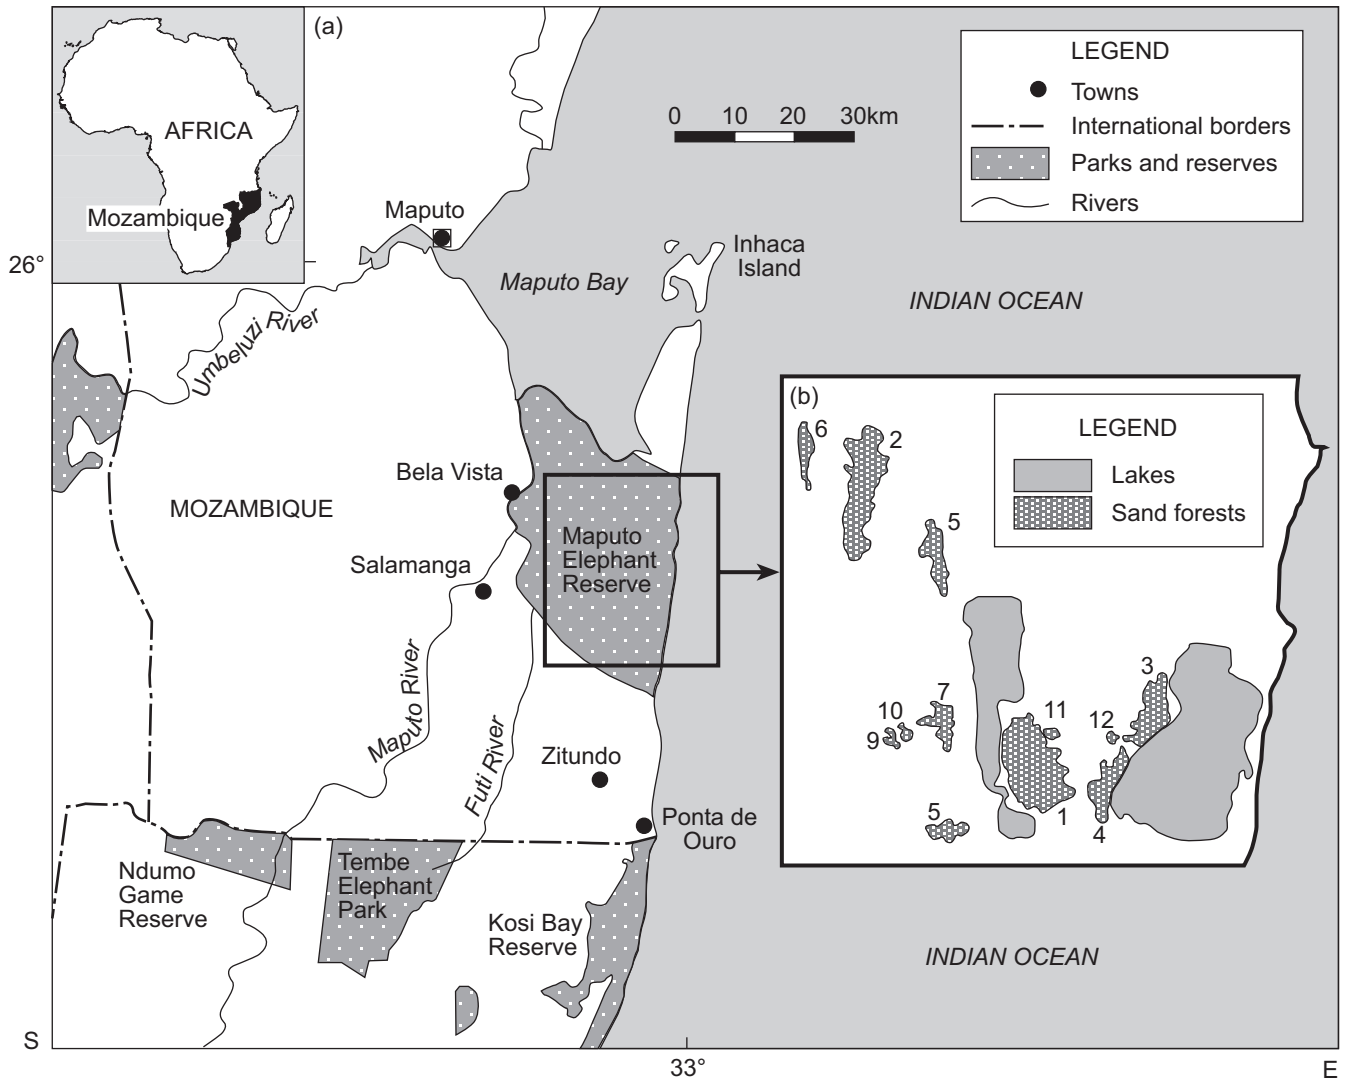 (a)
AFRICA
Mozambique
LEGEND
Towns
International borders
Parks and reserves
Rivers
0 10 20 30km
Maputo
26°
Maputo Bay
Inhaca
Island
INDIAN OCEAN
Umbeluzi River
Bela Vista
MOZAMBIQUE
Salamanga
Maputo
Elephant
Reserve
Maputo River
Futi River
Zitundo
Ponta de
Ouro
Ndumo
Game
Reserve
Tembe
Elephant
Park
Kosi Bay
Reserve
(b)
LEGEND
Lakes
Sand forests
6
2
5
3
7
10
9
11
12
5
1
4
INDIAN OCEAN
S
33°
E